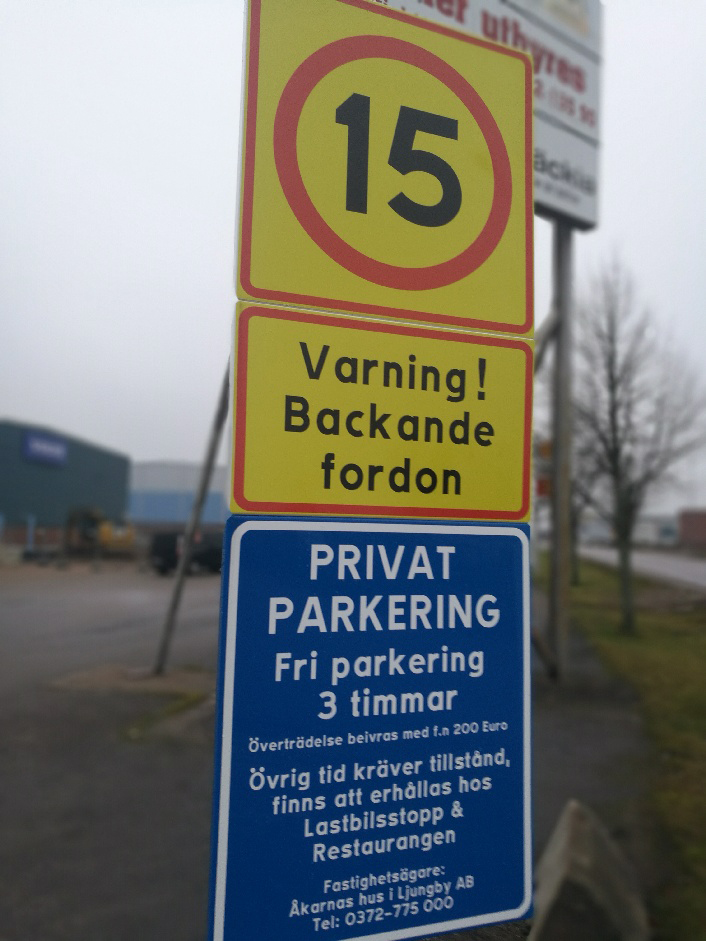 uthyres
15
Varning!
Backande
fordon
PRIVAT
PARKERING
Fri parkering
3 timmar
Överträdelse beivras med f.n 200 Euro
Övrig tid kräver tillstånd,
finns att erhållas hos
Lastbilsstopp &
Restaurangen
Fastighetsägare:
Åkarnas hus i Ljungby AB
Tel: 0372-775 000